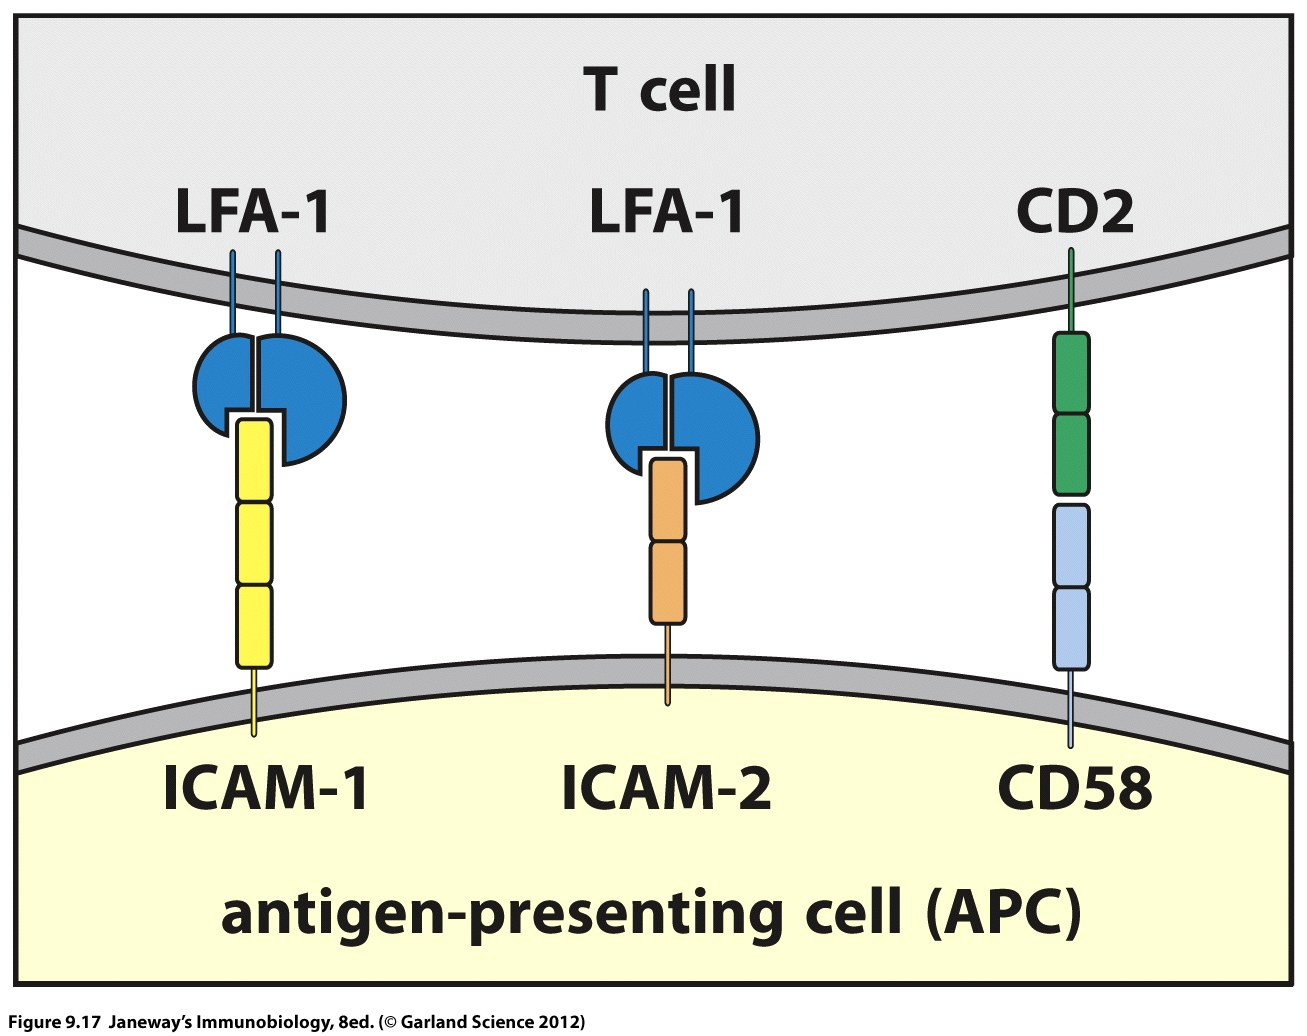 T cell
LFA-1 LFA-1 CD2
ICAM-1 ICAM-2 CD58
antigen-presenting cell (APC)
Figure 9.17 Janeway’s Immunobiology, 8ed. (© Garland Science 2012)